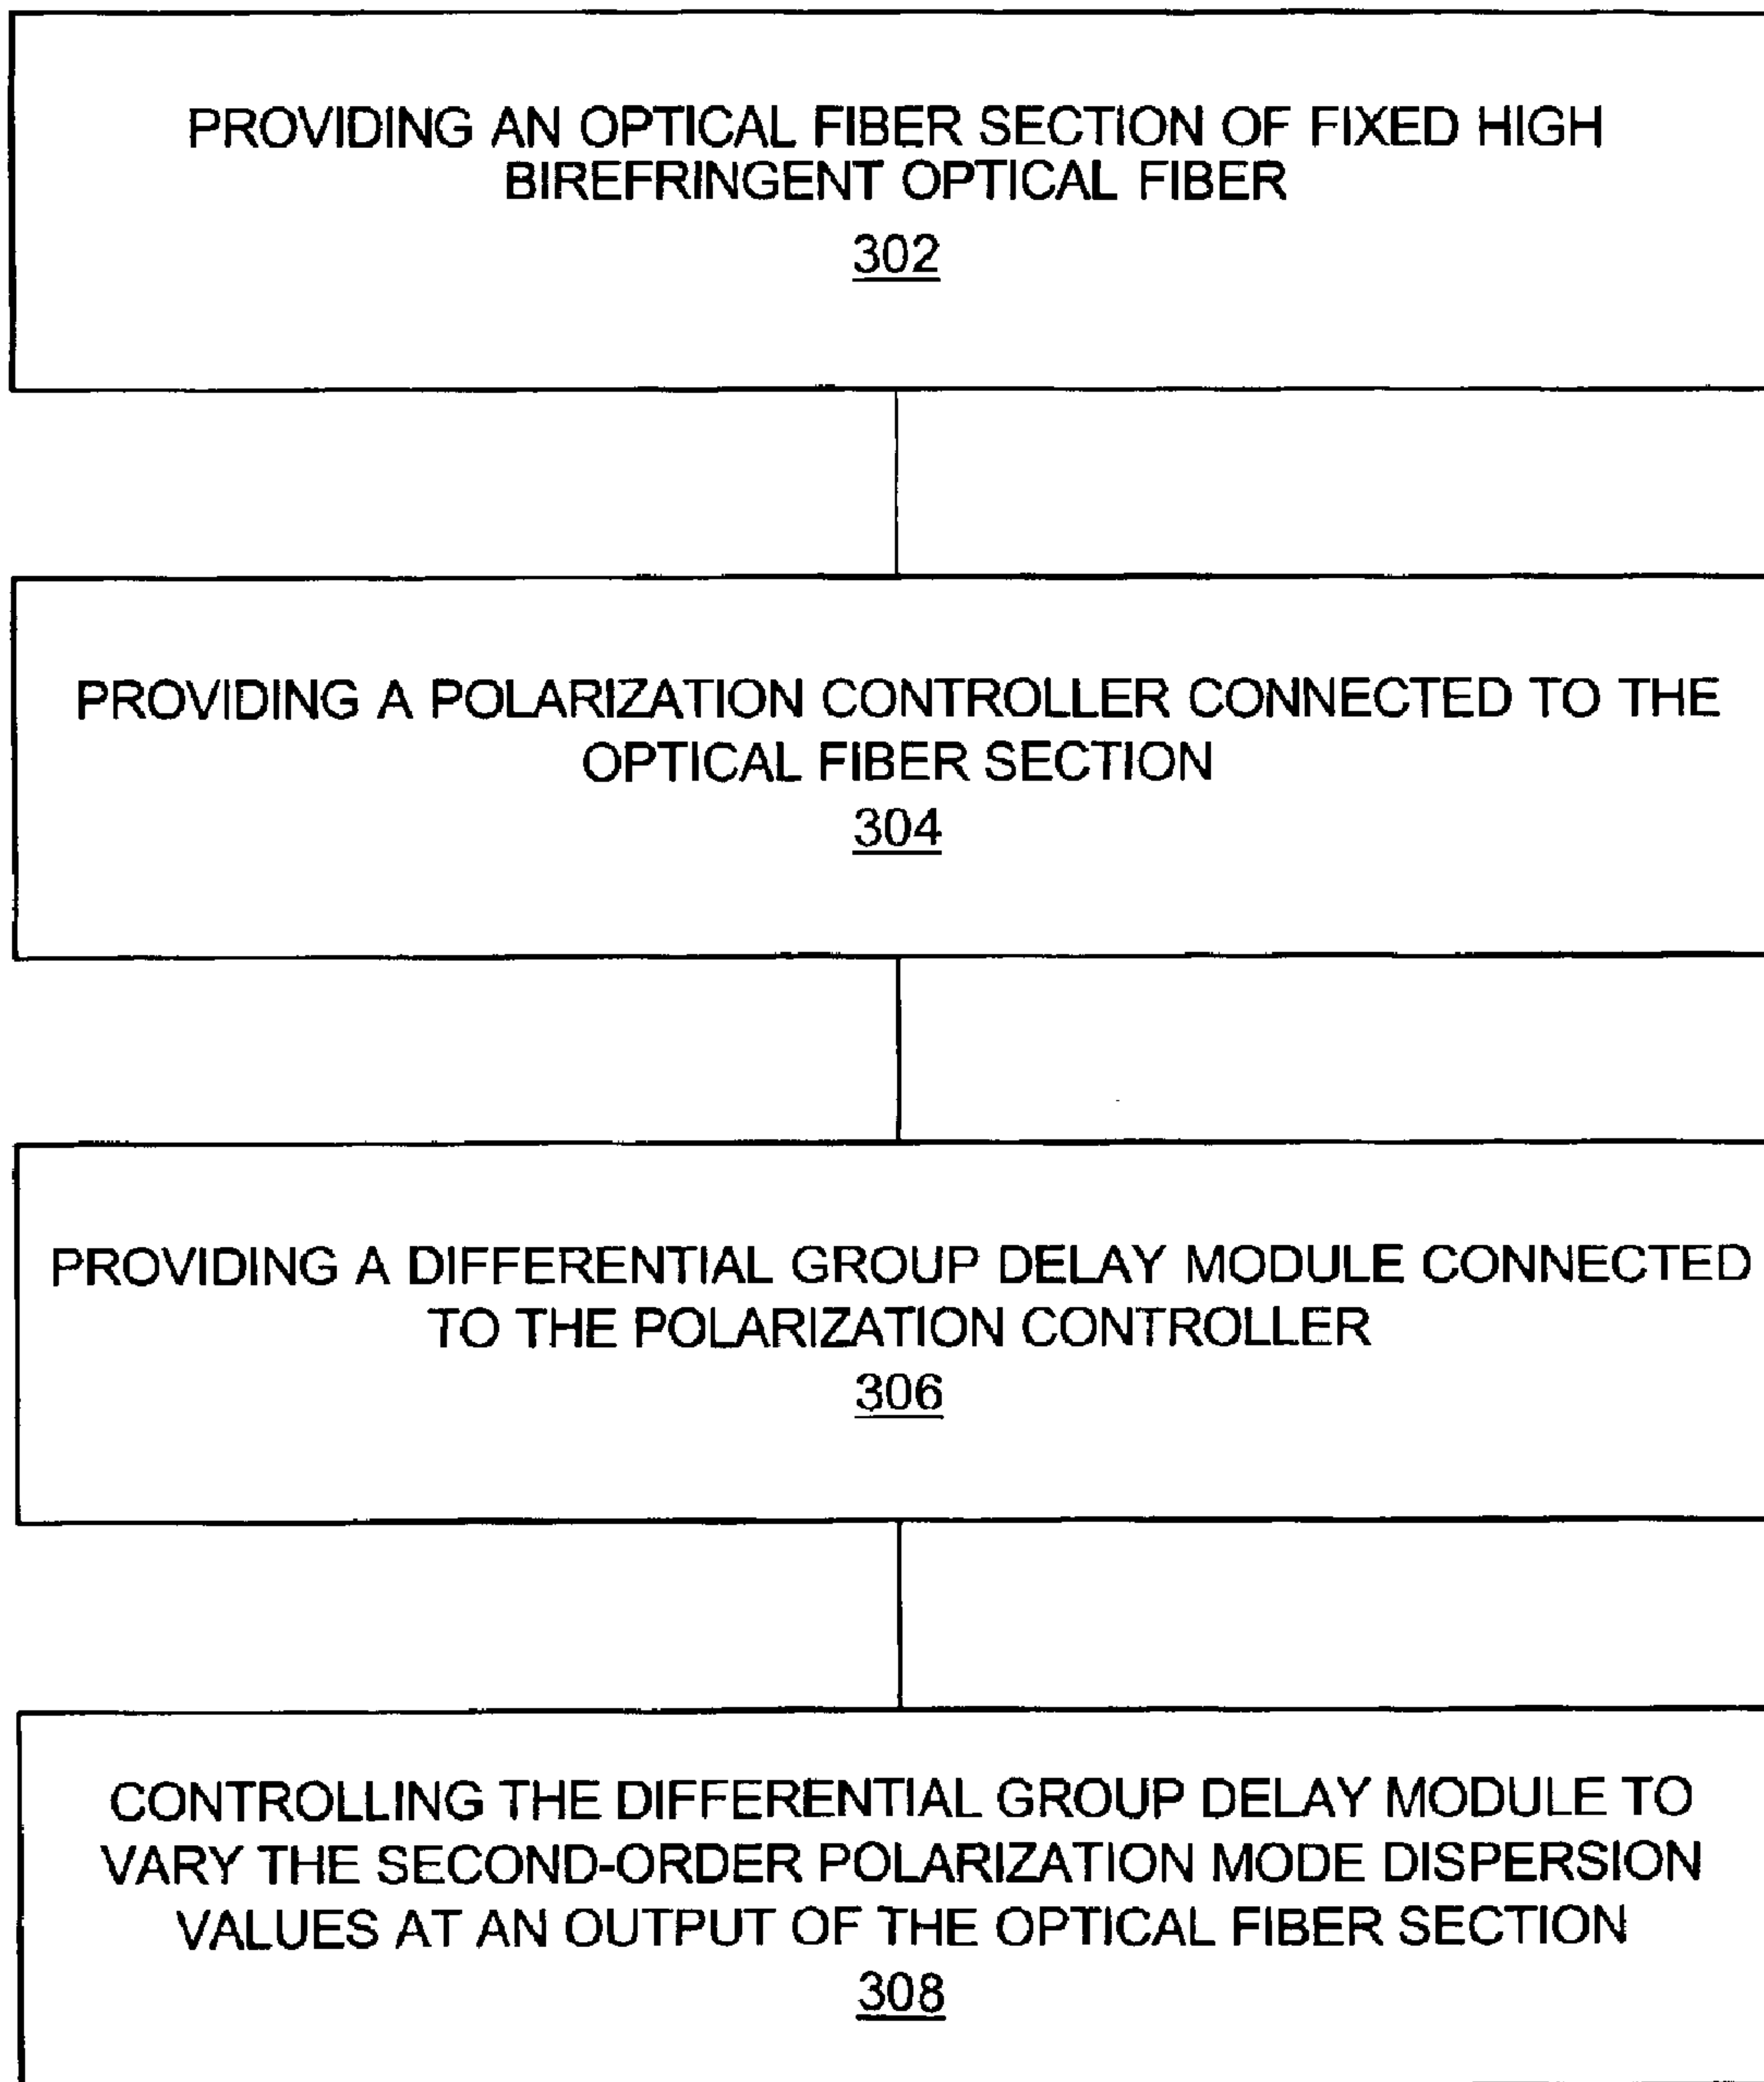 PROVIDING AN OPTICAL FIBER SECTION OF FIXED HIGH
BIREFRINGENT OPTICAL FIBER
302
PROVIDING A POLARIZATION CONTROLLER CONNECTED TO THE
OPTICAL FIBER SECTION
304
PROVIDING A DIFFERENTIAL GROUP DELAY MODULE CONNECTED
TO THE POLARIZATION CONTROLLER
306
CONTROLLING THE DIFFERENTIAL GROUP DELAY MODULE TO
VARY THE SECOND-ORDER POLARIZATION MODE DISPERSION
VALUES AT AN OUTPUT OF THE OPTICAL FIBER SECTION
308